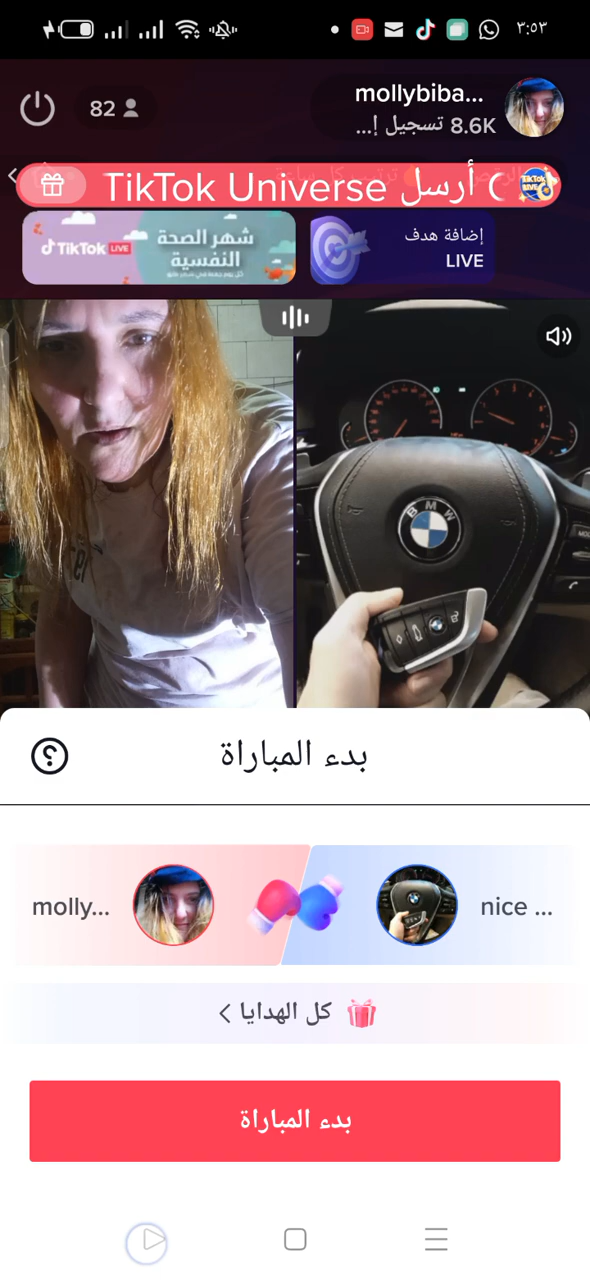 ٣:٥٣
mollybiba...
8.6K تسجيل إ...
82
أرسل TikTok Universe
TikTok LIVE
شهر الصحة
النفسية
إضافة هدف
LIVE
BMW
بدء المباراة
molly...
nice ...
كل الهدايا
بدء المباراة